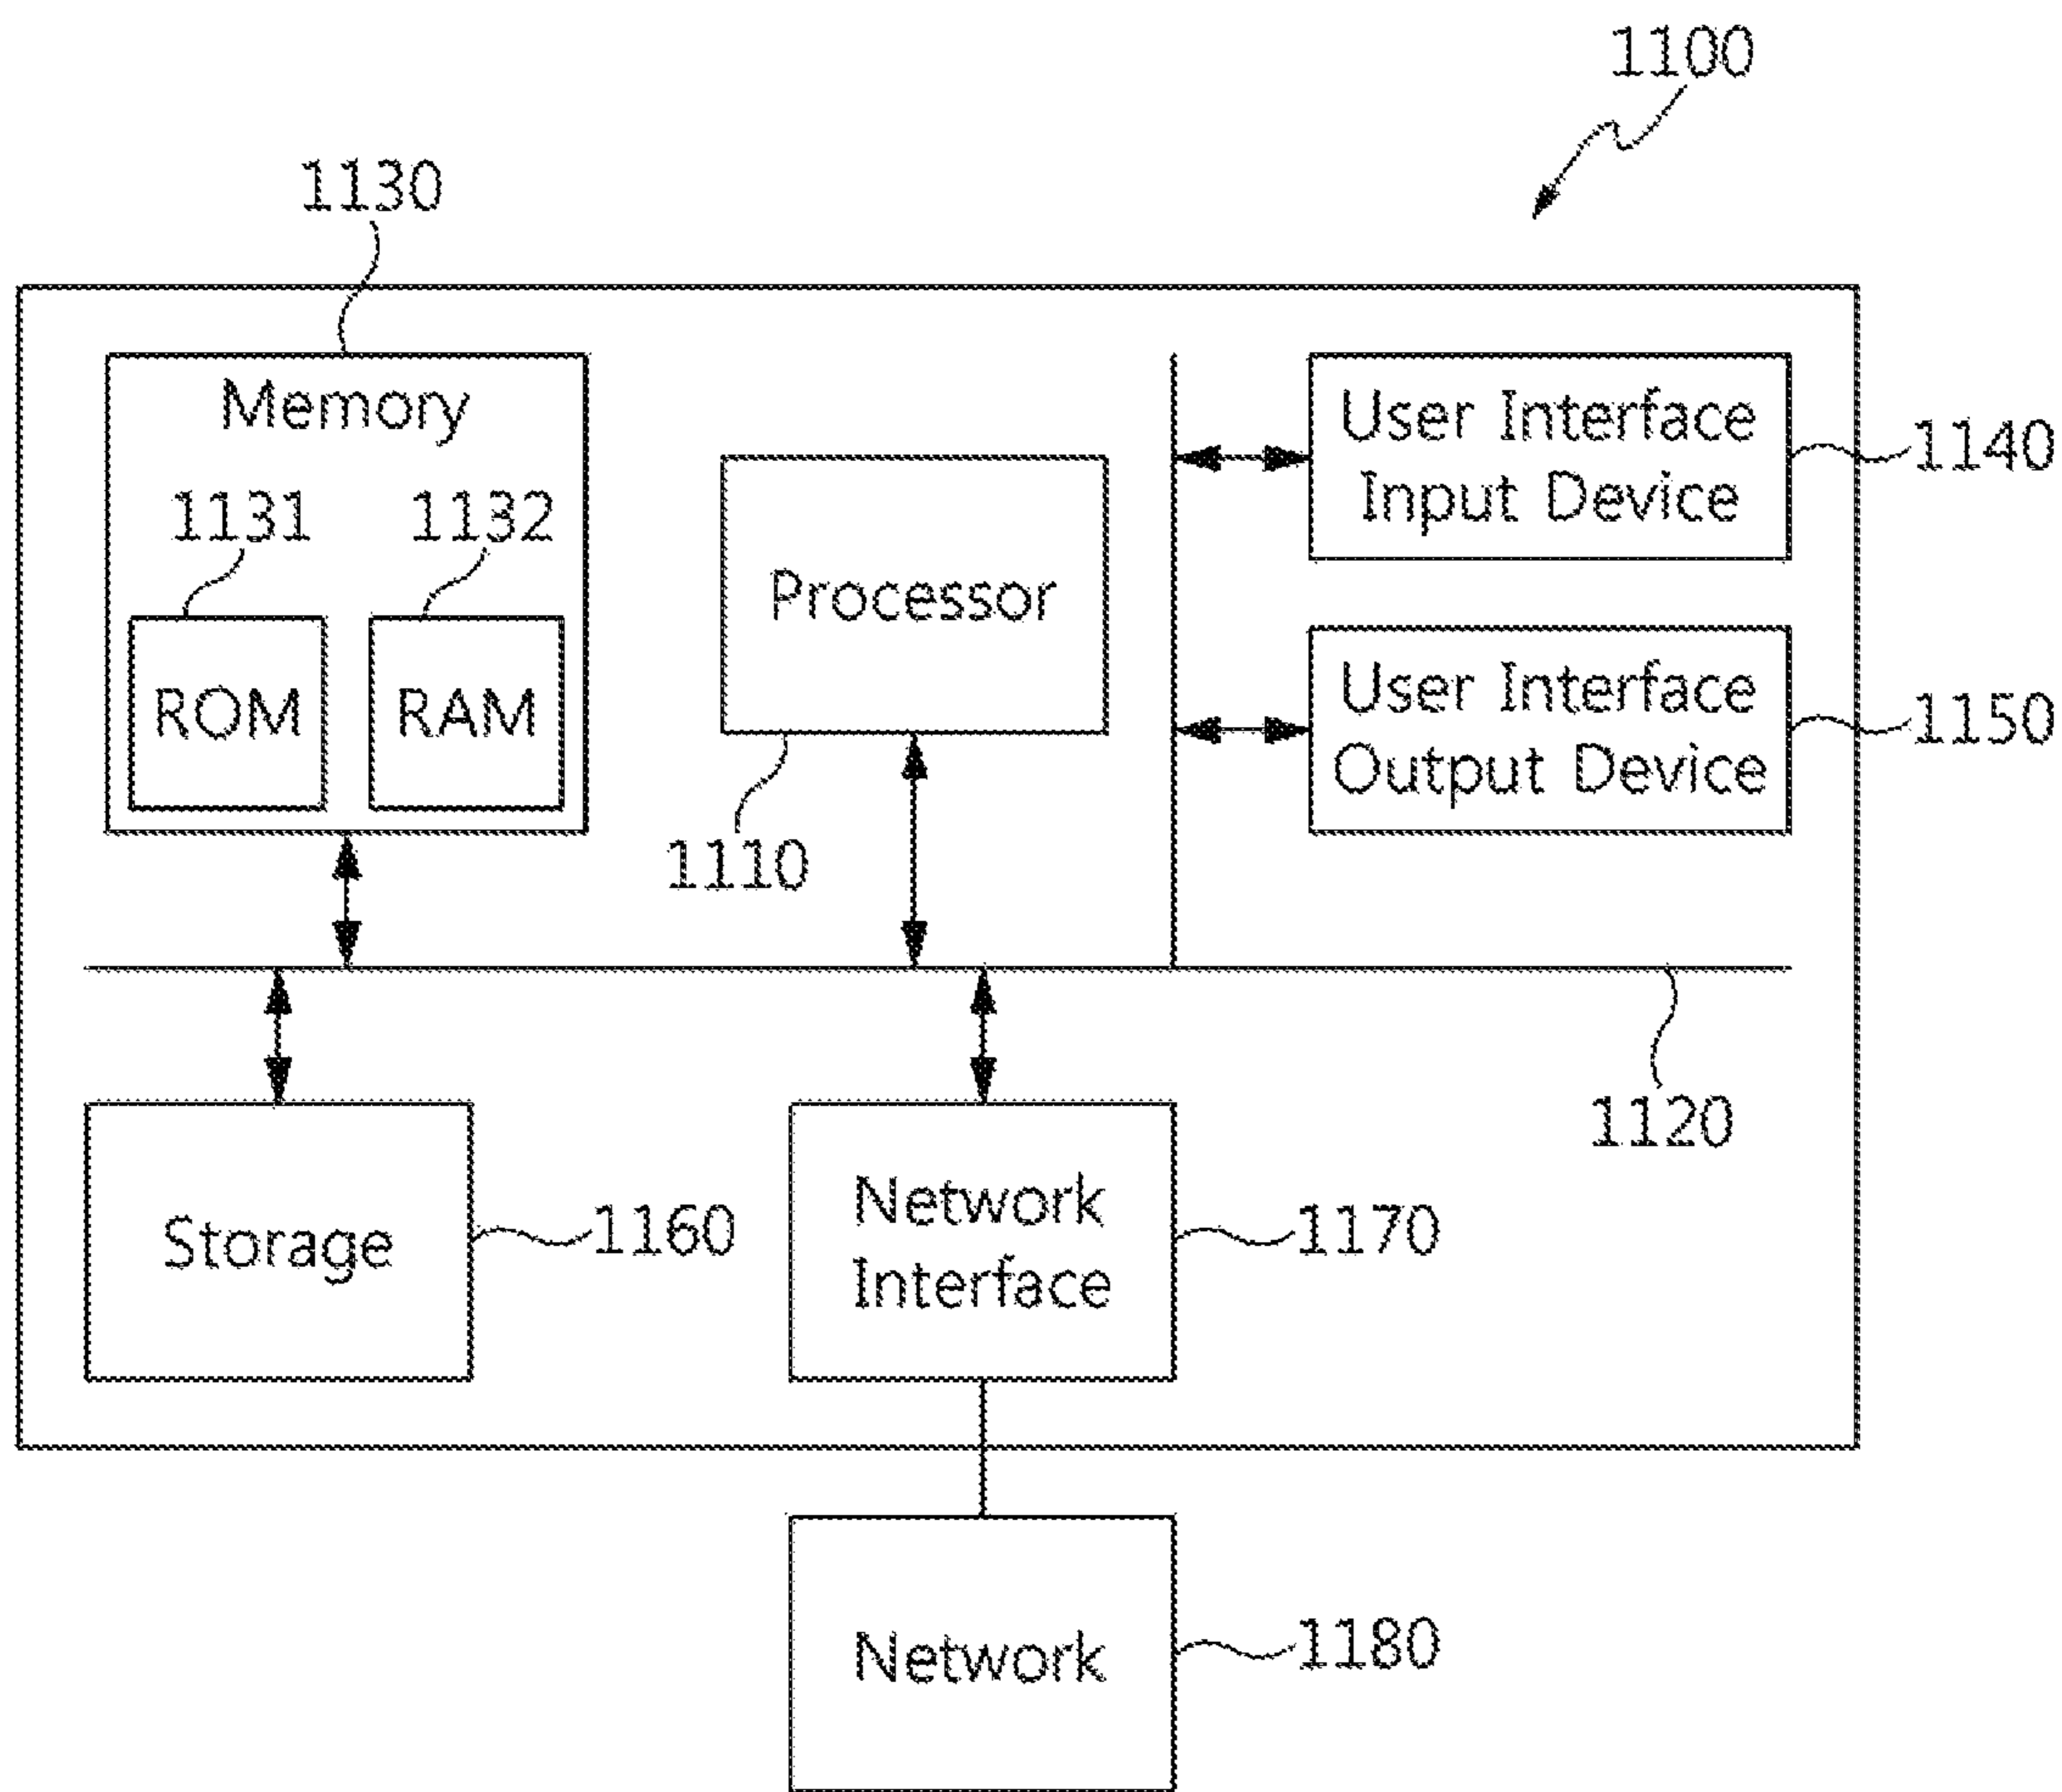 1100
1130
Memory
1131
1132
ROM
RAM
Processor
1110
User Interface
Input Device
1140
User Interface
Output Device
1150
1120
Storage
1160
Network
Interface
1170
Network
1180